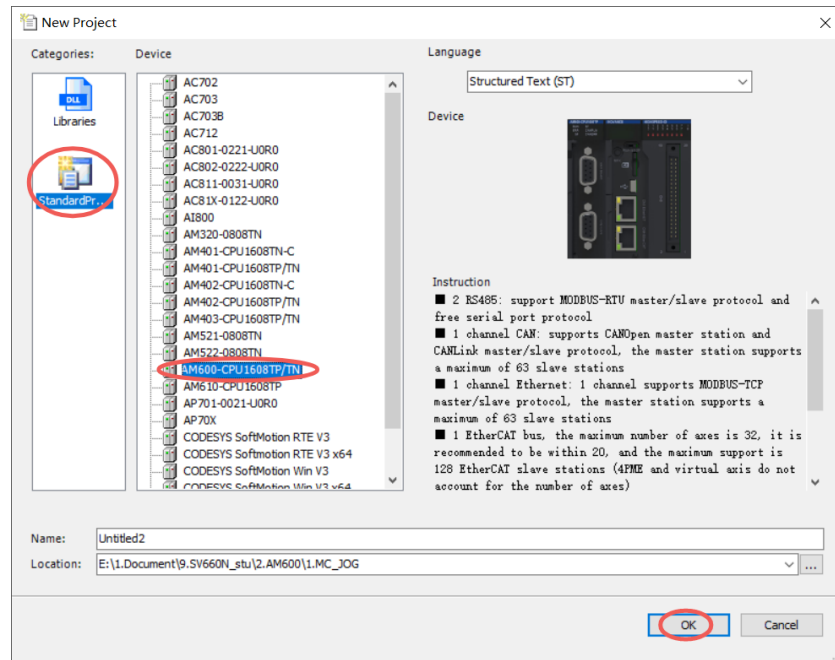 New Project
Categories:
Device
Language
Libraries
StandardPr...
AC702
AC703
AC703B
AC712
AC801-0221-U0R0
AC802-0222-U0R0
AC811-0031-U0R0
AC81X-0122-U0R0
AI800
AM320-0808TN
AM401-CPU1608TN-C
AM401-CPU1608TP/TN
AM402-CPU1608TN-C
AM402-CPU1608TP/TN
AM403-CPU1608TP/TN
AM521-0808TN
AM522-0808TN
AM600-CPU1608TP/TN
AM610-CPU1608TP
AP701-0021-U0R0
AP70X
CODESYS SoftMotion RTE V3
CODESYS SoftMotion RTE V3 x64
CODESYS SoftMotion Win V3
CODESYS SoftMotion Win V3 x64
Structured Text (ST)
Device
Instruction
■ 2 RS485: support MODBUS-RTU master/slave protocol and
free serial port protocol
■ 1 channel CAN: supports CANOpen master station and
CANLink master/slave protocol, the master station supports
a maximum of 63 slave stations
■ 1 channel Ethernet: 1 channel supports MODBUS-TCP
master/slave protocol, the master station supports a
maximum of 63 slave stations
■ 1 EtherCAT bus, the maximum number of axes is 32, it is
recommended to be within 20, and the maximum support is
128 EtherCAT slave stations (4PME and virtual axis do not
account for the number of axes)
Name:
Untitled2
Location:
E:\1.Document\9.SV660N_stu\2.AM600\1.MC_JOG
...
OK
Cancel